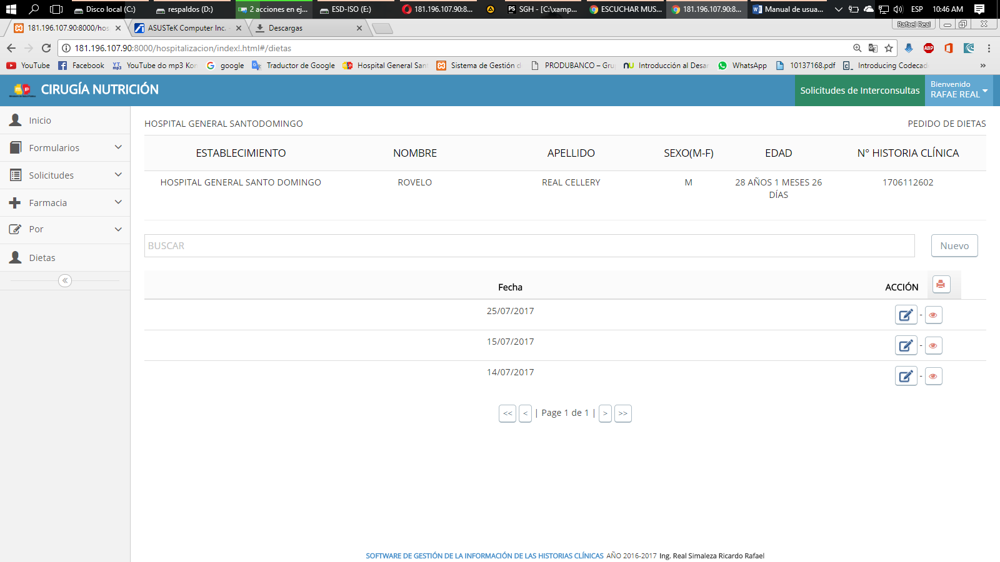 Disco local (C:) respaldos (D:) 2 acciones en ej... ESD-ISO (E:) 181.196.107.90:8... SGH - [C:\xamp... ESCUCHAR MUS... 181.196.107.90:8... Manual de usua... ESP 10:46 AM
181.196.107.90:8000/hos ASUSTeK Computer Inc. - Descargas Rafael Real
181.196.107.90:8000/hospitalizacion/index!.html#/dietas ABP
YouTube Facebook YouTube do mp3 Kon google Traductor de Google Hospital General Sant Sistema de Gestión d PRODUBANCO – Gru Introducción al Desar WhatsApp 10137168.pdf Introducing Codecad »
CIRUGÍA NUTRICIÓN Solicitudes de Interconsultas Bienvenido
RAFAE REAL
Inicio
Formularios
Solicitudes
Farmacia
Por
Dietas
HOSPITAL GENERAL SANTODOMINGO PEDIDO DE DIETAS
ESTABLECIMIENTO NOMBRE APELLIDO SEXO(M-F) EDAD N° HISTORIA CLÍNICA
HOSPITAL GENERAL SANTO DOMINGO ROVELO REAL CELLERY M 28 AÑOS 1 MESES 26 1706112602
DÍAS
BUSCAR Nuevo
Fecha ACCIÓN
25/07/2017 -
15/07/2017 -
14/07/2017 -
<< < | Page 1 de 1 | > >>
SOFTWARE DE GESTIÓN DE LA INFORMACIÓN DE LAS HISTORIAS CLÍNICAS AÑO 2016-2017 Ing. Real Simaleza Ricardo Rafael